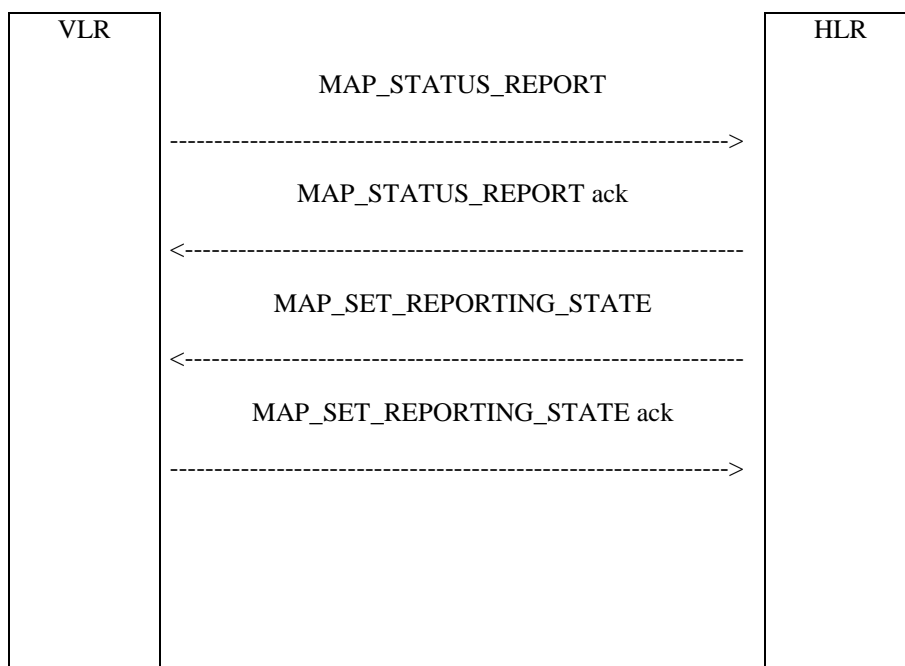 VLR HLR
MAP_STATUS_REPORT
-------------------------------------------------------------->
MAP_STATUS_REPORT ack
<--------------------------------------------------------------
MAP_SET_REPORTING_STATE
<--------------------------------------------------------------
MAP_SET_REPORTING_STATE ack
-------------------------------------------------------------->